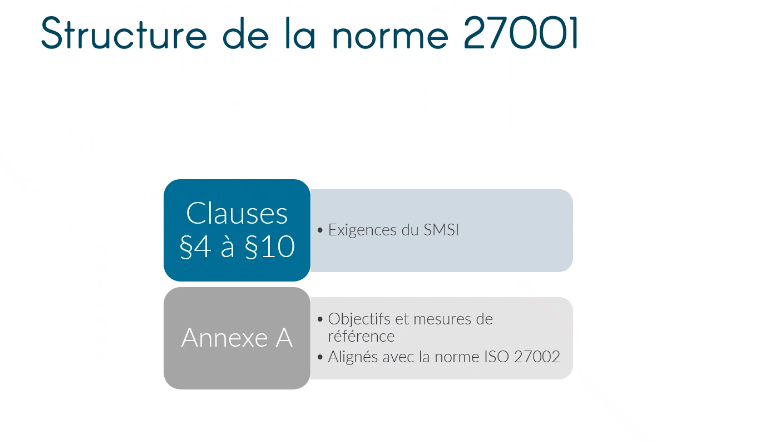 Structure de la norme 27001
Clauses
§4 à §10
• Exigences du SMSI
Annexe A
• Objectifs et mesures de
référence
• Alignés avec la norme ISO 27002